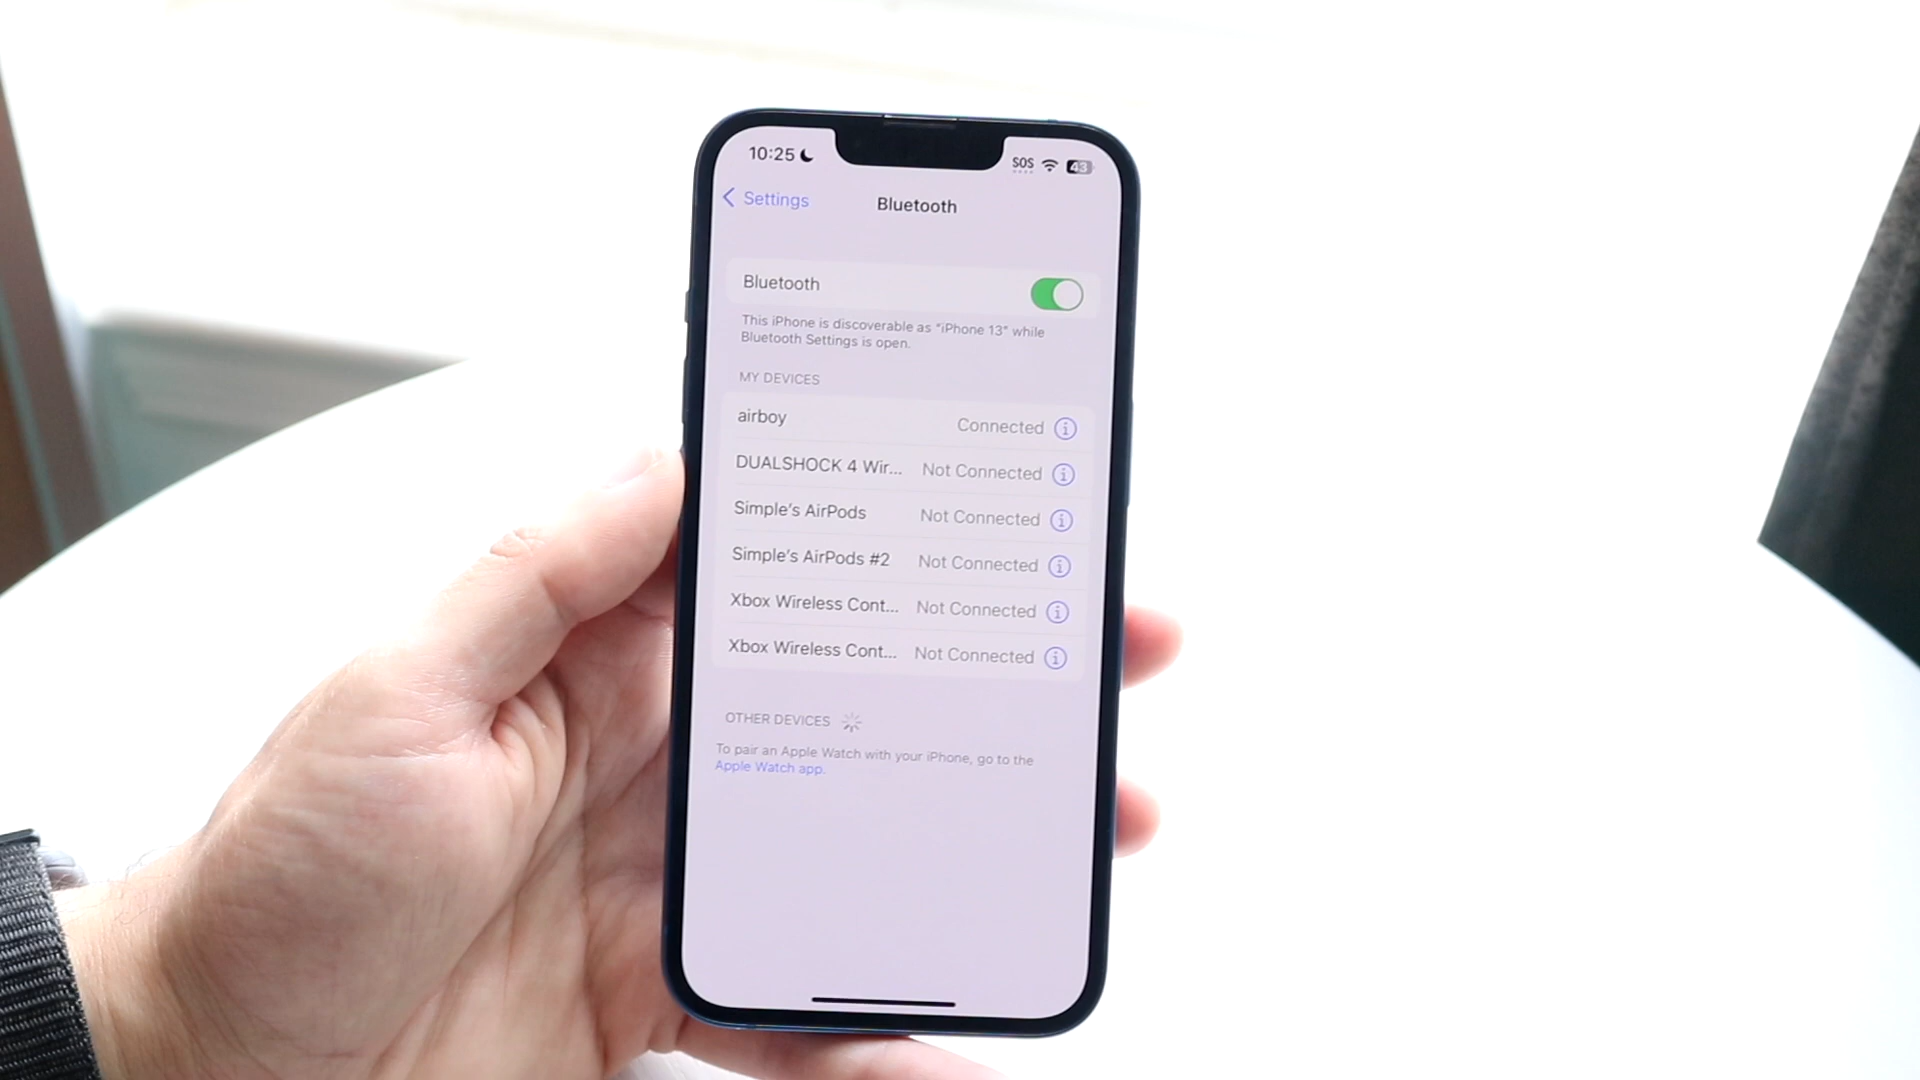 10:25
SOS 43
Settings
Bluetooth
Bluetooth
This iPhone is discoverable as "iPhone 13" while
Bluetooth Settings is open.
MY DEVICES
airboy Connected
DUALSHOCK 4 Wir... Not Connected
Simple's AirPods Not Connected
Simple's AirPods #2 Not Connected
Xbox Wireless Cont... Not Connected
Xbox Wireless Cont... Not Connected
OTHER DEVICES
To pair an Apple Watch with your iPhone, go to the
Apple Watch app.